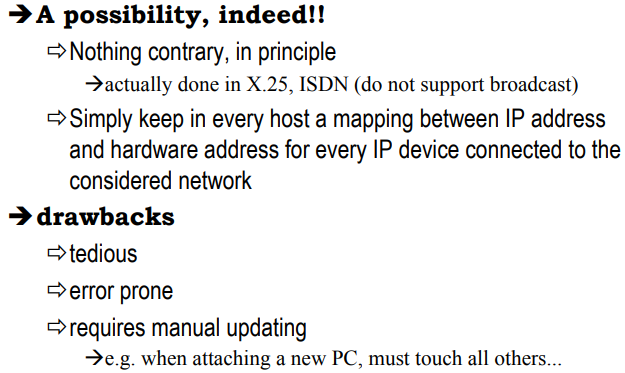 ➔A possibility, indeed!!
⇨Nothing contrary, in principle
➔actually done in X.25, ISDN (do not support broadcast)
⇨Simply keep in every host a mapping between IP address
and hardware address for every IP device connected to the
considered network
➔drawbacks
⇨tedious
⇨error prone
⇨requires manual updating
➔e.g. when attaching a new PC, must touch all others...